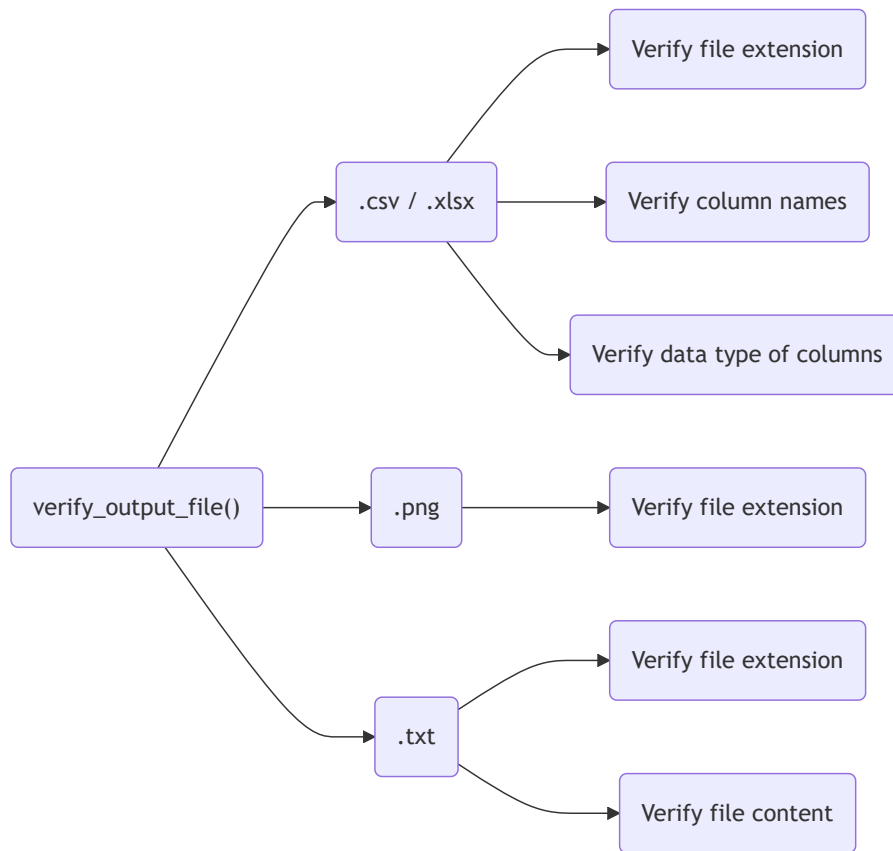 Verify file extension
.csv / .xlsx
Verify column names
Verify data type of columns
verify_output_file()
.png
Verify file extension
Verify file extension
.txt
Verify file content